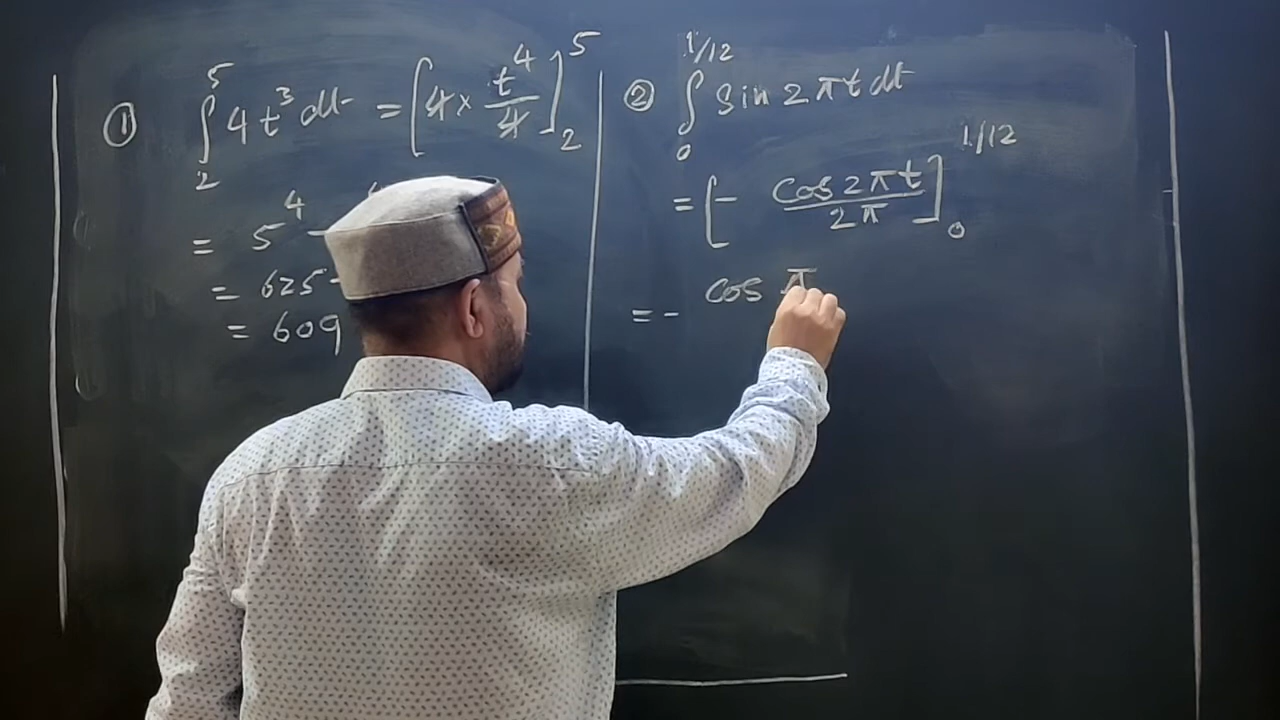 ① ∫₂⁵ 4t³ dt = [4 × t⁴/4]₂⁵
= 5⁴ -
= 625 -
= 609
② ∫₀^1/12 Sin 2πt dt
= [- Cos 2πt / 2π]₀^1/12
= - cos π